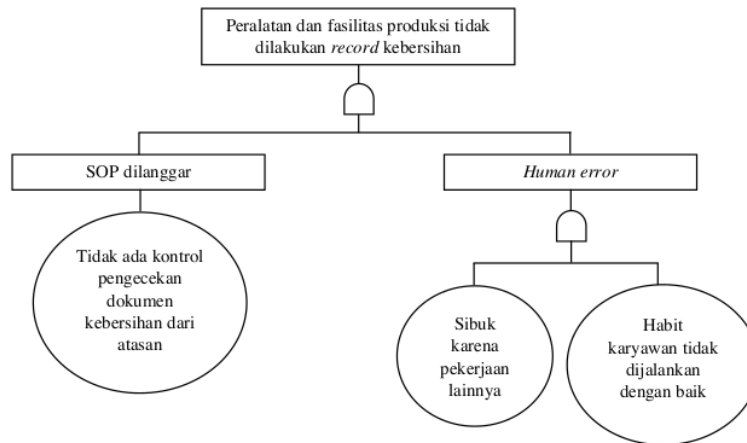 Peralatan dan fasilitas produksi tidak
dilakukan record kebersihan
SOP dilanggar
Human error
Tidak ada kontrol
pengecekan
dokumen
kebersihan dari
atasan
Sibuk
karena
pekerjaan
lainnya
Habit
karyawan tidak
dijalankan
dengan baik